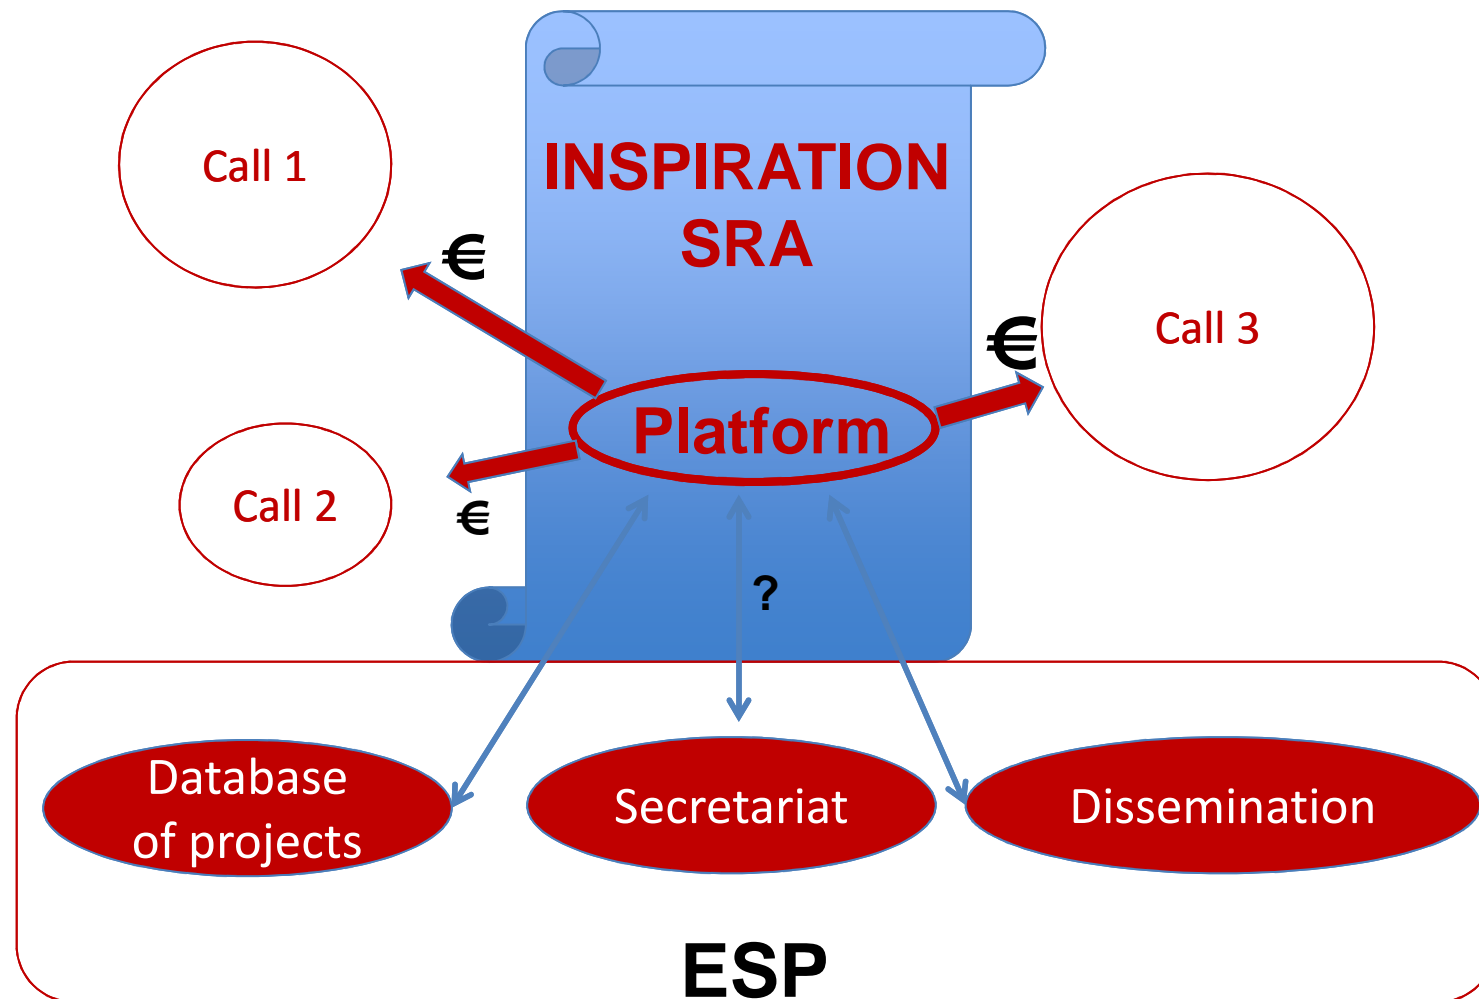 Call 1
INSPIRATION
SRA
€
Call 3
€
Platform
Call 2
€
?
Database
of projects
Secretariat
Dissemination
ESP